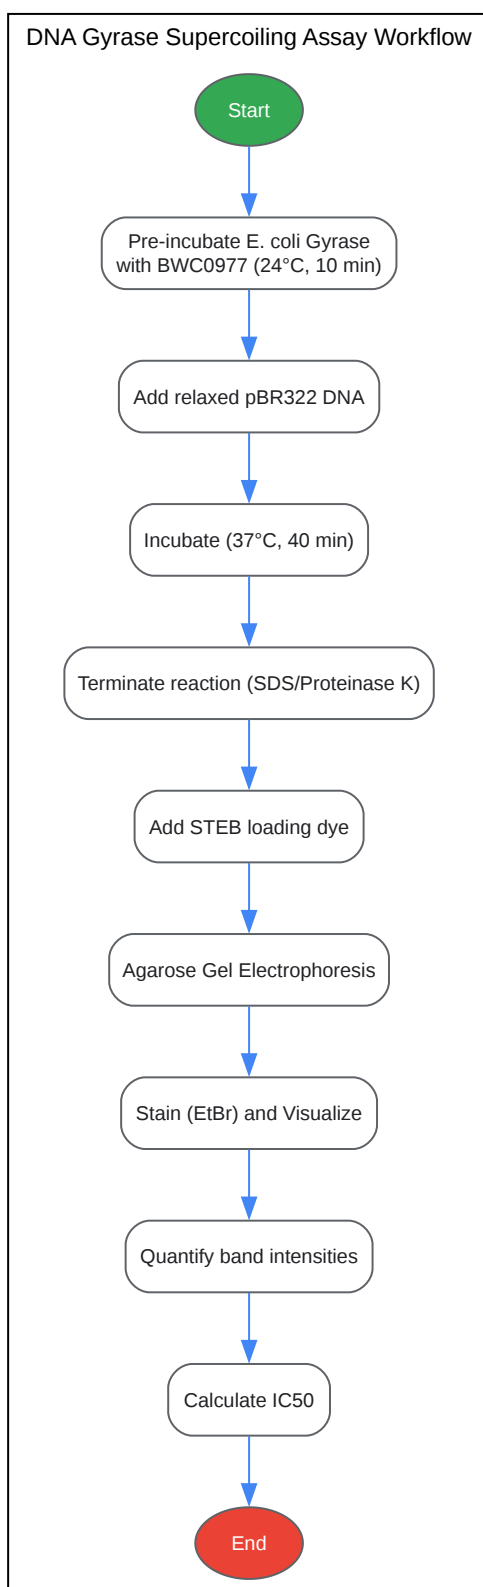 DNA Gyrase Supercoiling Assay Workflow
Start
Pre-incubate E. coli Gyrase
with BWC0977 (24°C, 10 min)
Add relaxed pBR322 DNA
Incubate (37°C, 40 min)
Terminate reaction (SDS/Proteinase K)
Add STEB loading dye
Agarose Gel Electrophoresis
Stain (EtBr) and Visualize
Quantify band intensities
Calculate IC50
End